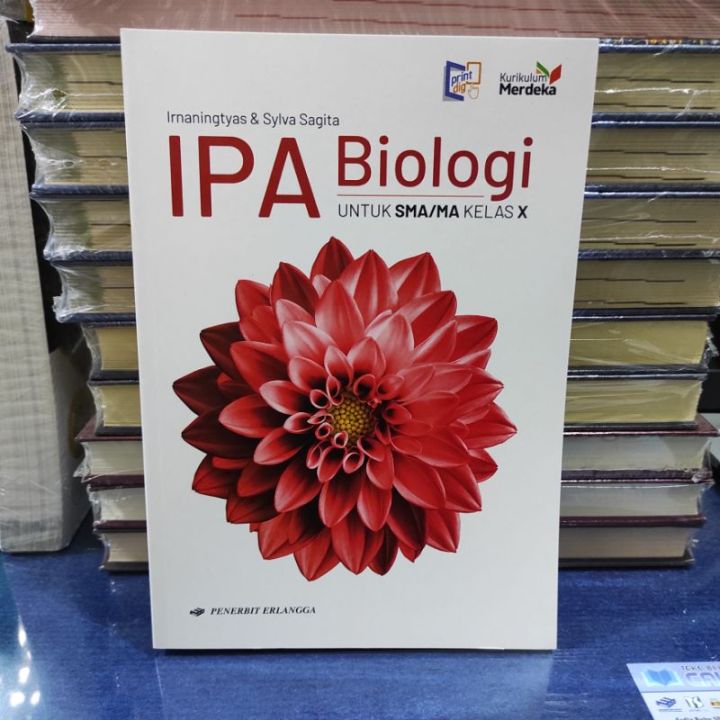 print
dig
Kurikulum
Merdeka
Irnaningtyas & Sylva Sagita
IPA Biologi
UNTUK SMA/MA KELAS X
PENERBIT ERLANGGA